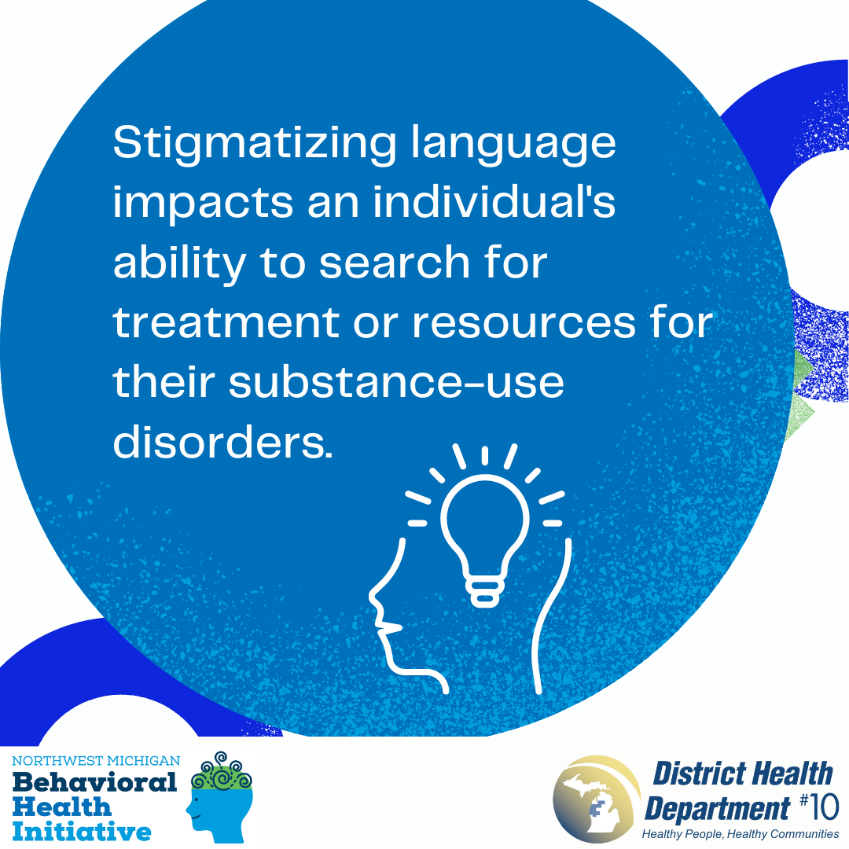 Stigmatizing language
impacts an individual's
ability to search for
treatment or resources for
their substance-use
disorders.
NORTHWEST MICHIGAN
Behavioral
Health
Initiative
District Health
Department #10
Healthy People, Healthy Communities